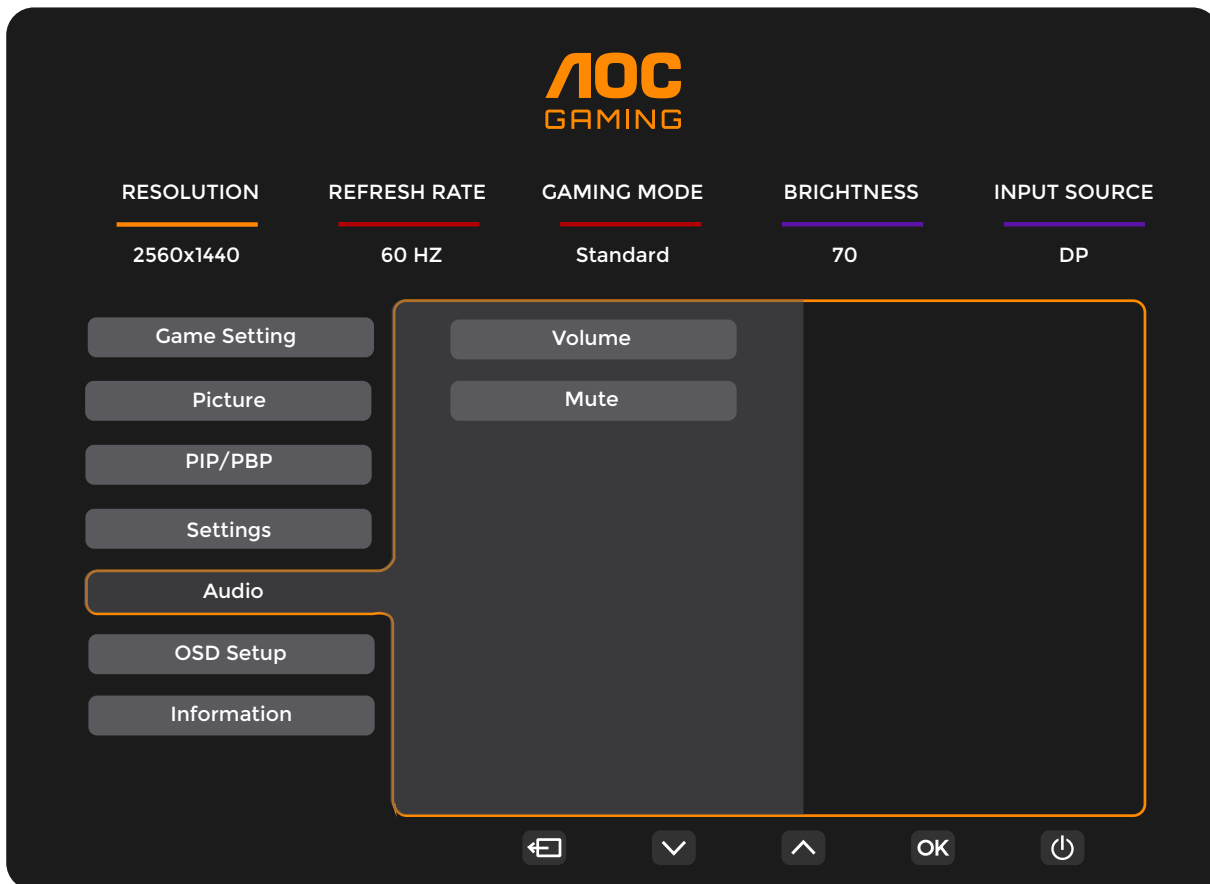 AOC
GAMING
RESOLUTION REFRESH RATE GAMING MODE BRIGHTNESS INPUT SOURCE
2560x1440 60 HZ Standard 70 DP
Game Setting Volume
Picture Mute
PIP/PBP
Settings
Audio
OSD Setup
Information
OK